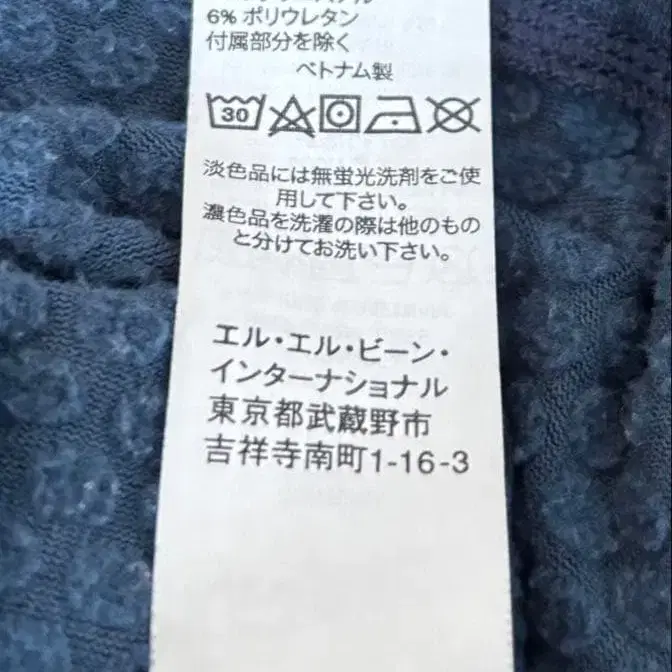 6% ポリウレタン
付属部分を除く
ベトナム製
30
淡色品には無蛍光洗剤をご使
用して下さい。
濃色品を洗濯の際は他のもの
と分けてお洗い下さい。
エル・エル・ビーン・
インターナショナル
東京都武蔵野市
吉祥寺南町1-16-3